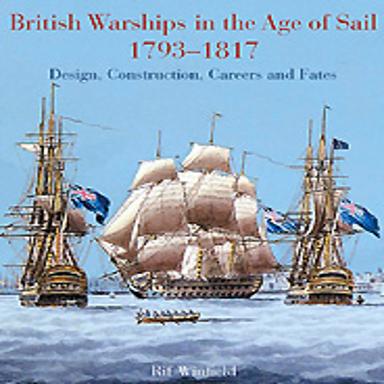 British Warships in the Age of Sail
1793–1817
Design, Construction, Careers and Fates
Rif Winfield